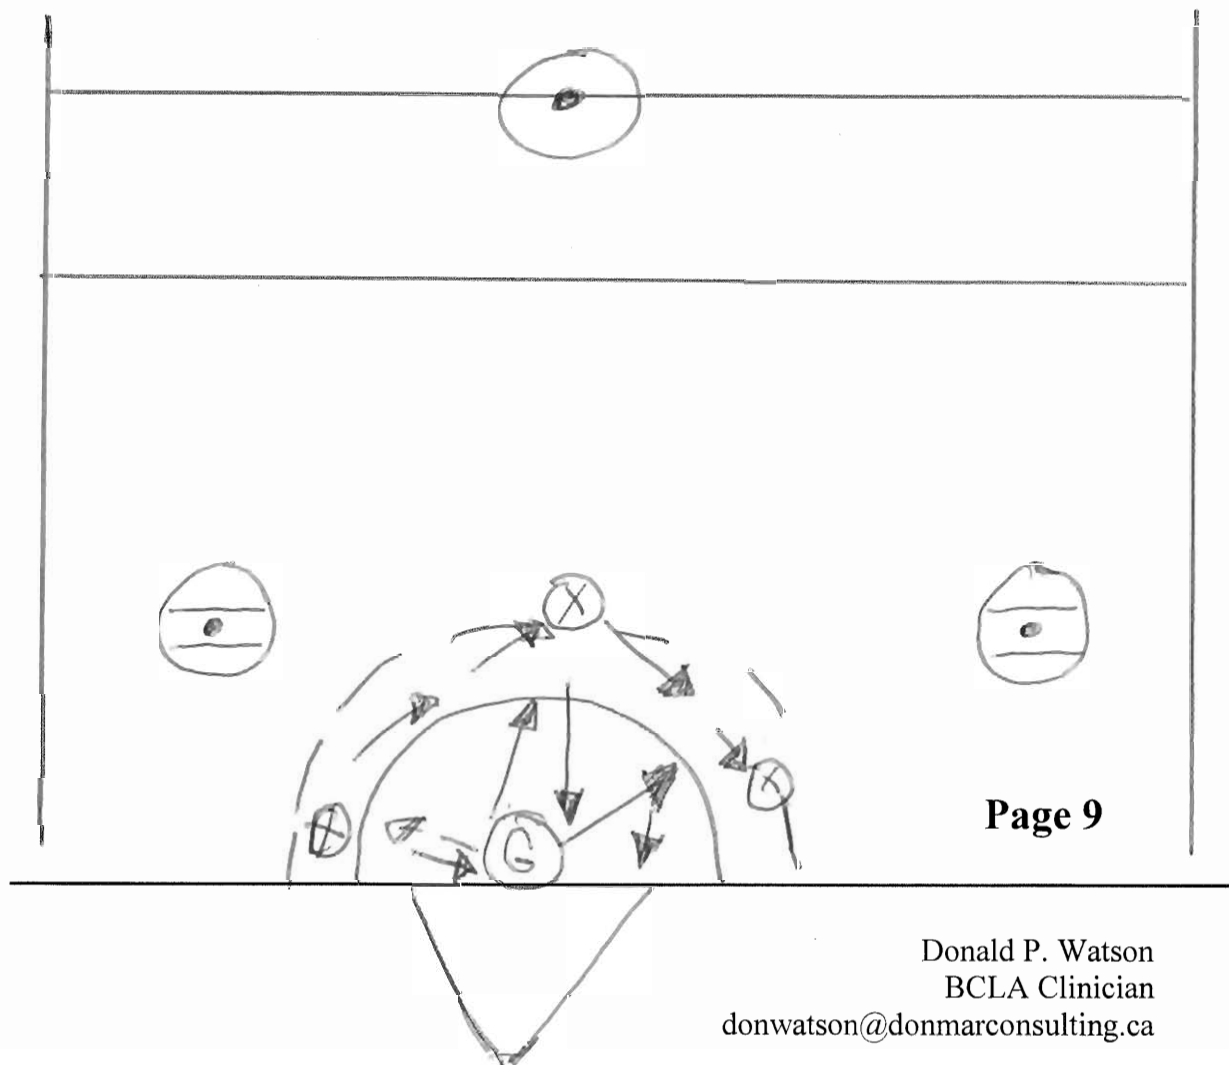 X
X
X
G
Page 9
Donald P. Watson
BCLA Clinician
donwatson@donmarconsulting.ca